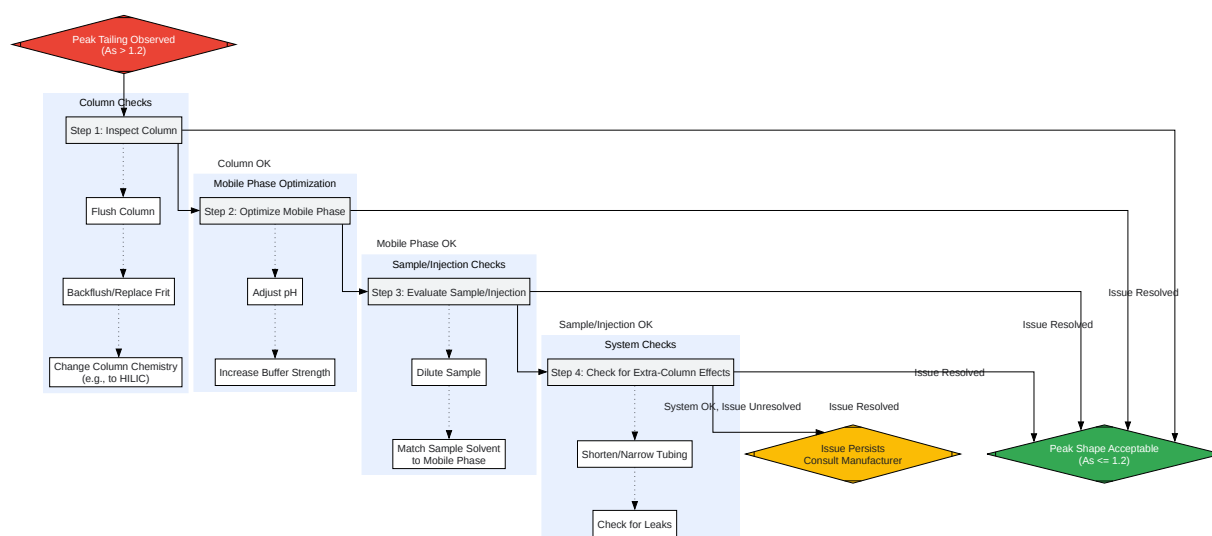 Peak Tailing Observed
(As > 1.2)
Column Checks
Step 1: Inspect Column
Flush Column
Backflush/Replace Frit
Change Column Chemistry
(e.g., to HILIC)
Column OK
Mobile Phase Optimization
Step 2: Optimize Mobile Phase
Adjust pH
Increase Buffer Strength
Mobile Phase OK
Sample/Injection Checks
Step 3: Evaluate Sample/Injection
Dilute Sample
Match Sample Solvent
to Mobile Phase
Sample/Injection OK
System Checks
Step 4: Check for Extra-Column Effects
Shorten/Narrow Tubing
Check for Leaks
System OK, Issue Unresolved
Issue Resolved
Issue Resolved
Issue Resolved
Issue Resolved
Issue Persists
Consult Manufacturer
Peak Shape Acceptable
(As <= 1.2)